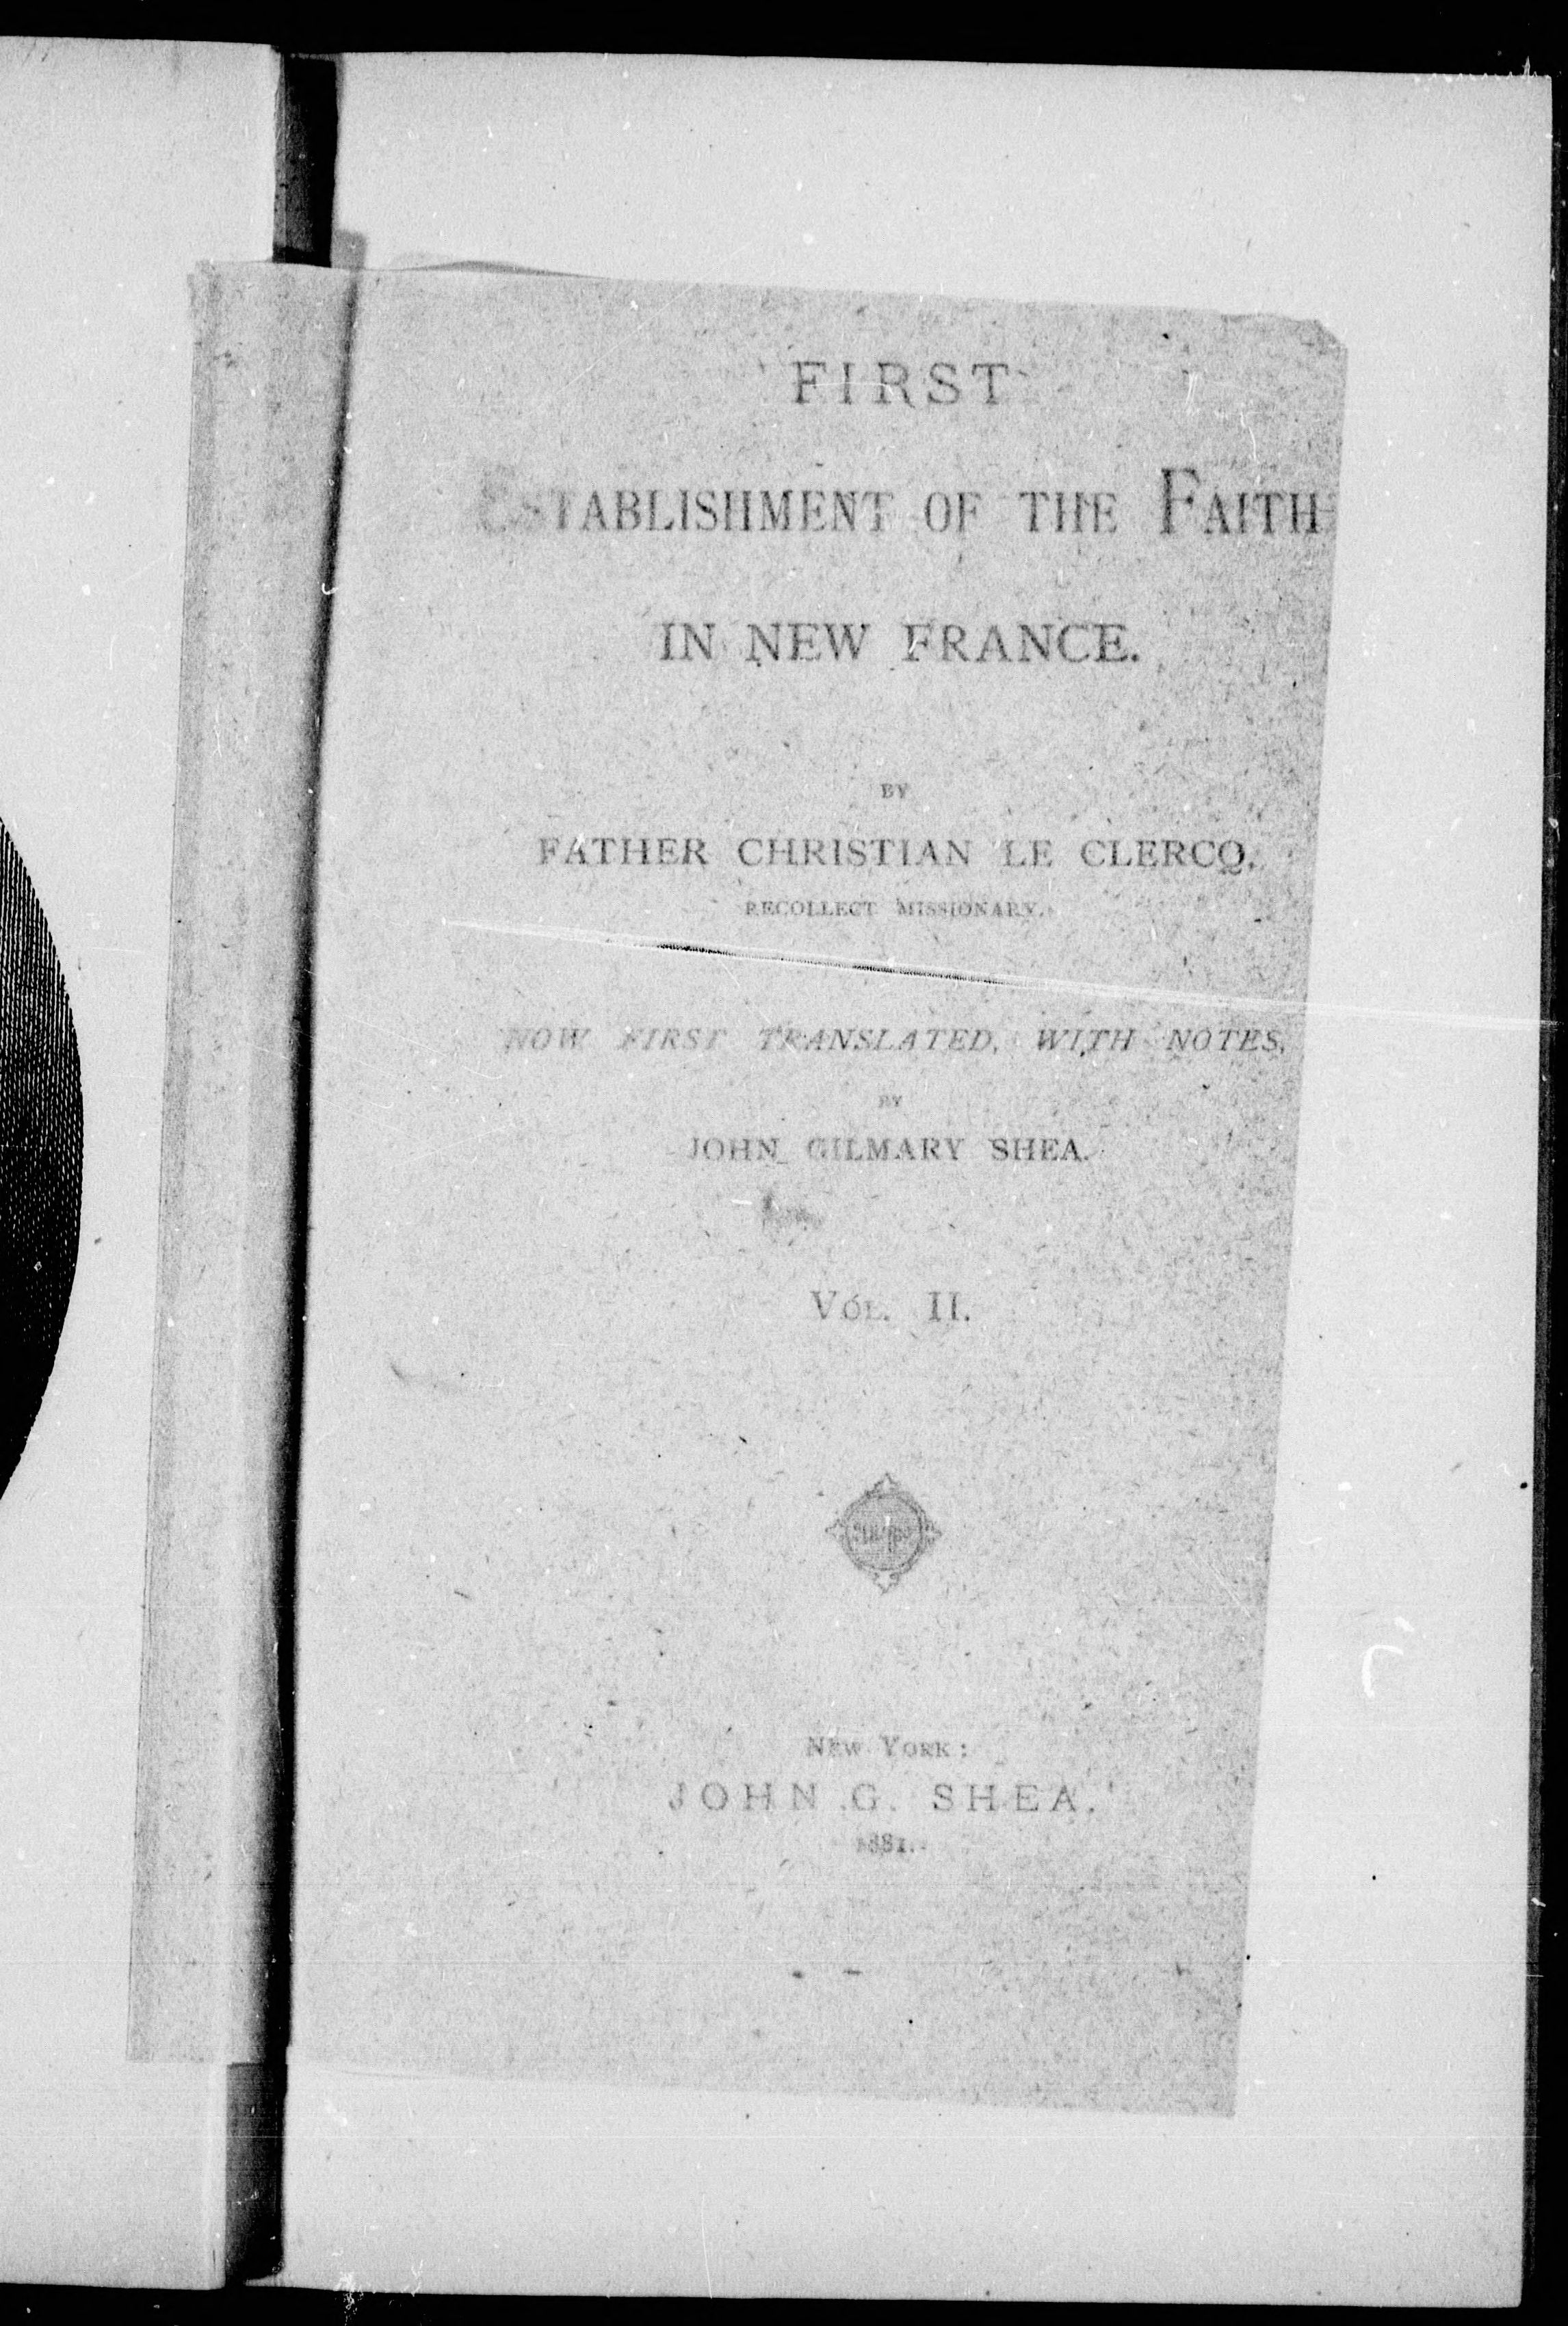 FIRST
ESTABLISHMENT OF THE FAITH
IN NEW FRANCE.
BY
FATHER CHRISTIAN LE CLERCQ,
RECOLLECT MISSIONARY.
NOW FIRST TRANSLATED, WITH NOTES,
BY
JOHN GILMARY SHEA.
VOL. II.
NEW YORK:
JOHN G. SHEA.
1881.